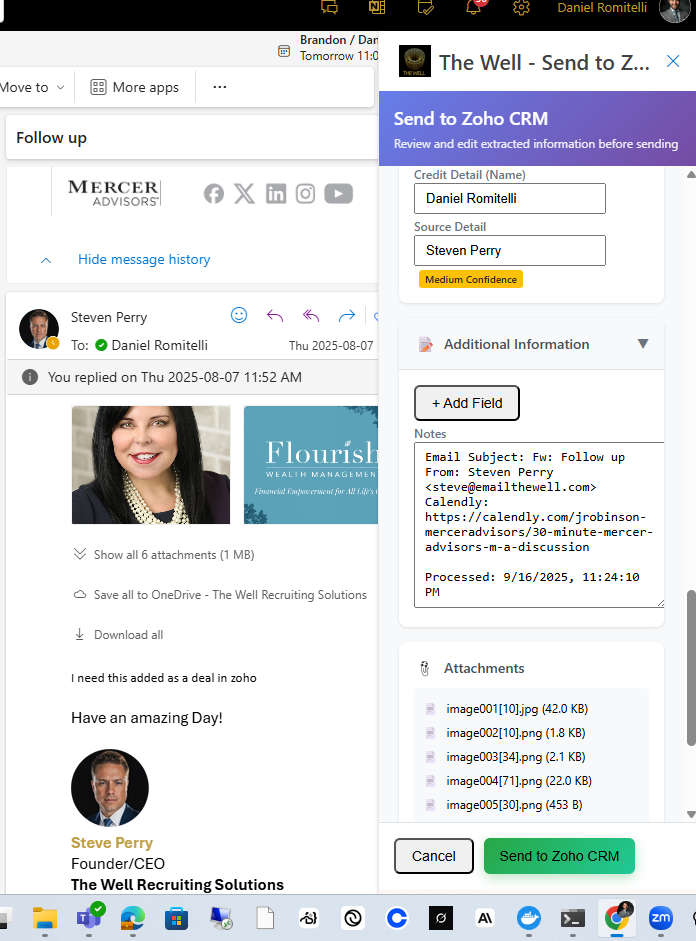 Daniel Romitelli
Brandon / Dan
Tomorrow 11:0
Move to
More apps
Follow up
MERCER
ADVISORS
Hide message history
Steven Perry
To: Daniel Romitelli
Thu 2025-08-07
You replied on Thu 2025-08-07 11:52 AM
Flourish
WEALTH MANAGEMEN
Financial Empowerment for All Life's
Show all 6 attachments (1 MB)
Save all to OneDrive - The Well Recruiting Solutions
Download all
I need this added as a deal in zoho
Have an amazing Day!
Steve Perry
Founder/CEO
The Well Recruiting Solutions
THE WELL
The Well - Send to Z...
Send to Zoho CRM
Review and edit extracted information before sending
Credit Detail (Name)
Daniel Romitelli
Source Detail
Steven Perry
Medium Confidence
Additional Information
+ Add Field
Notes
Email Subject: Fw: Follow up
From: Steven Perry
<steve@emailthewell.com>
Calendly:
https://calendly.com/jrobinson-
merceradvisors/30-minute-mercer-
advisors-m-a-discussion
Processed: 9/16/2025, 11:24:10
PM
Attachments
image001[10].jpg (42.0 KB)
image002[10].png (1.8 KB)
image003[34].png (2.1 KB)
image004[71].png (22.0 KB)
image005[30].png (453 B)
Cancel
Send to Zoho CRM
zm